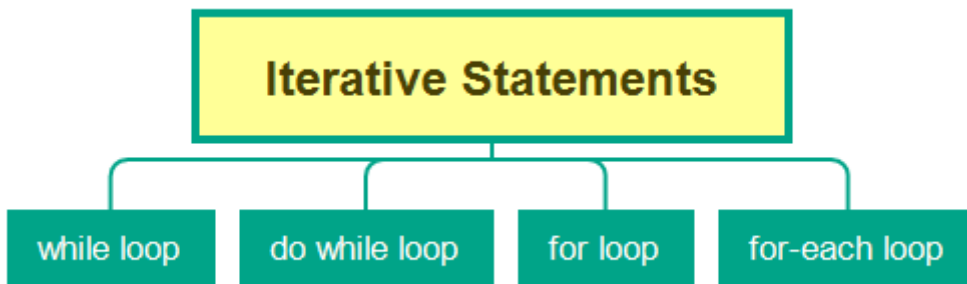 Iterative Statements
while loop
do while loop
for loop
for-each loop